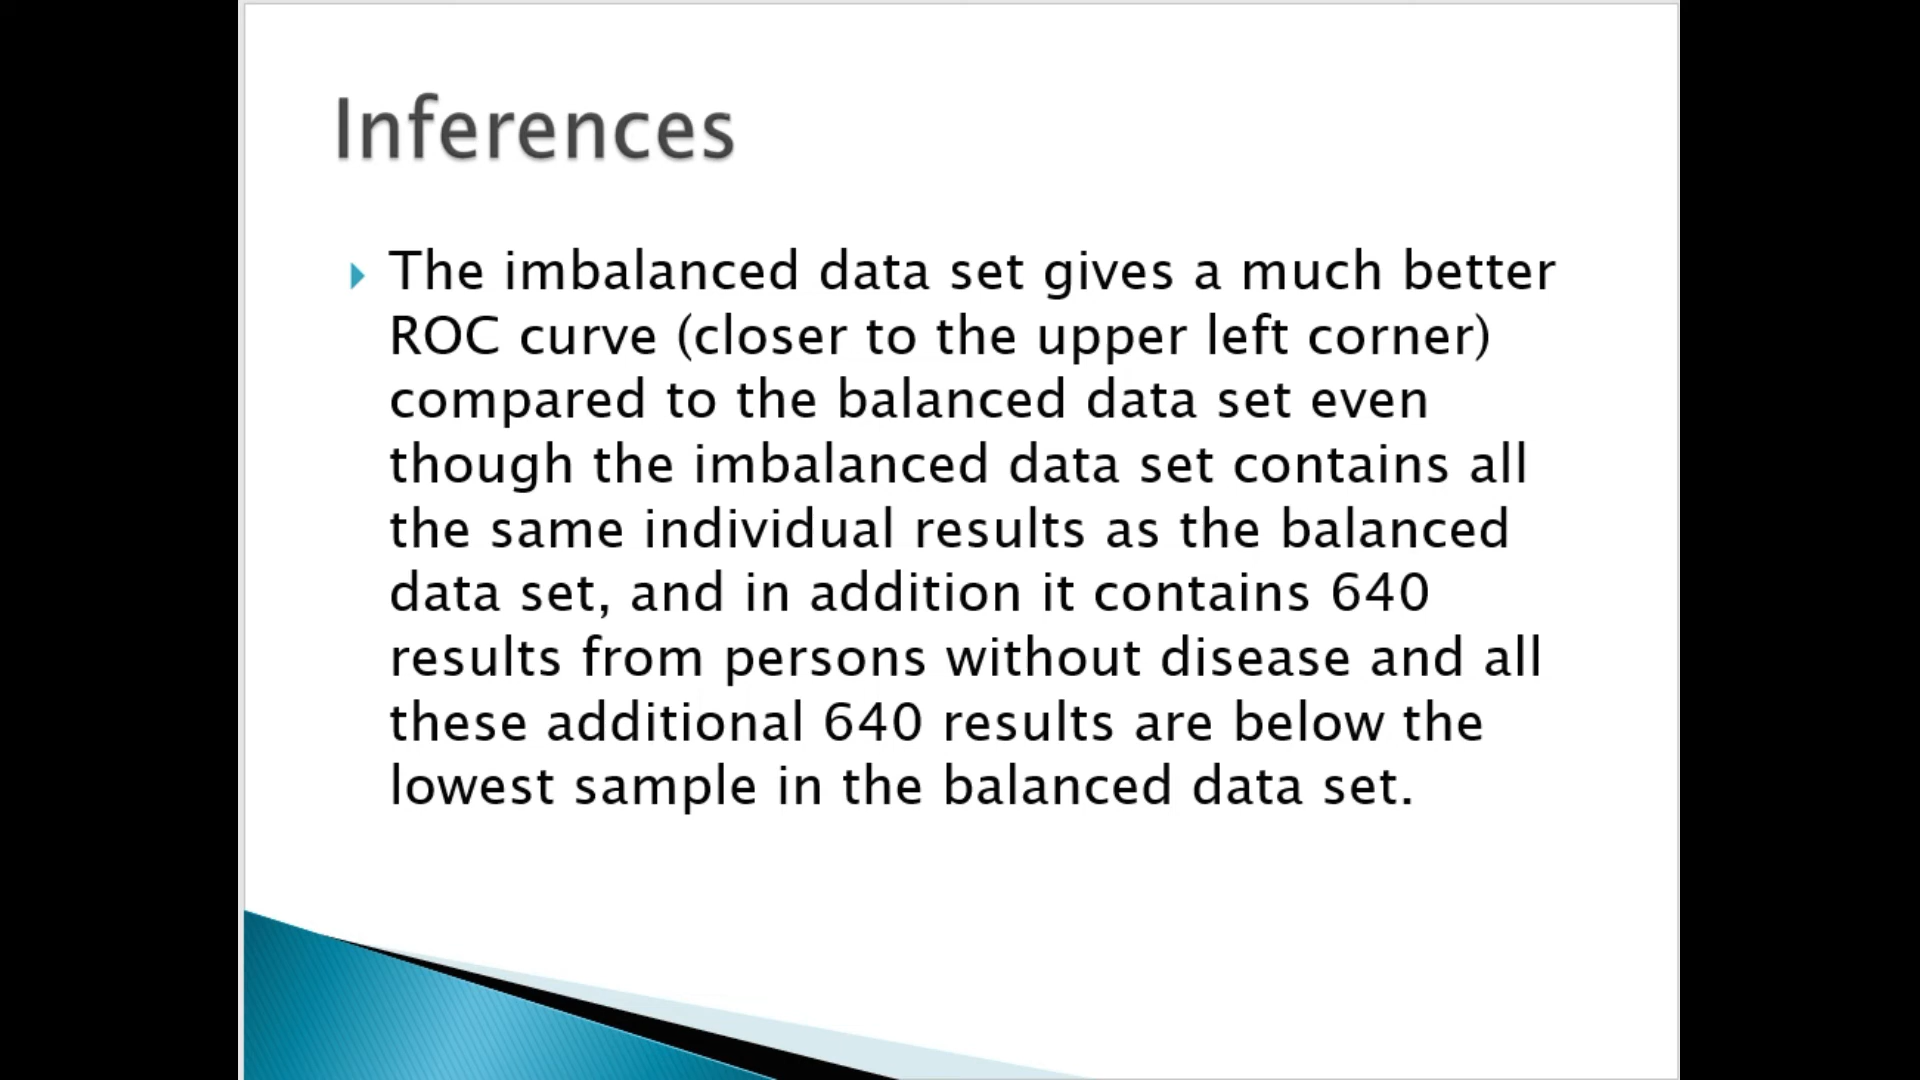 Inferences
The imbalanced data set gives a much better
ROC curve (closer to the upper left corner)
compared to the balanced data set even
though the imbalanced data set contains all
the same individual results as the balanced
data set, and in addition it contains 640
results from persons without disease and all
these additional 640 results are below the
lowest sample in the balanced data set.